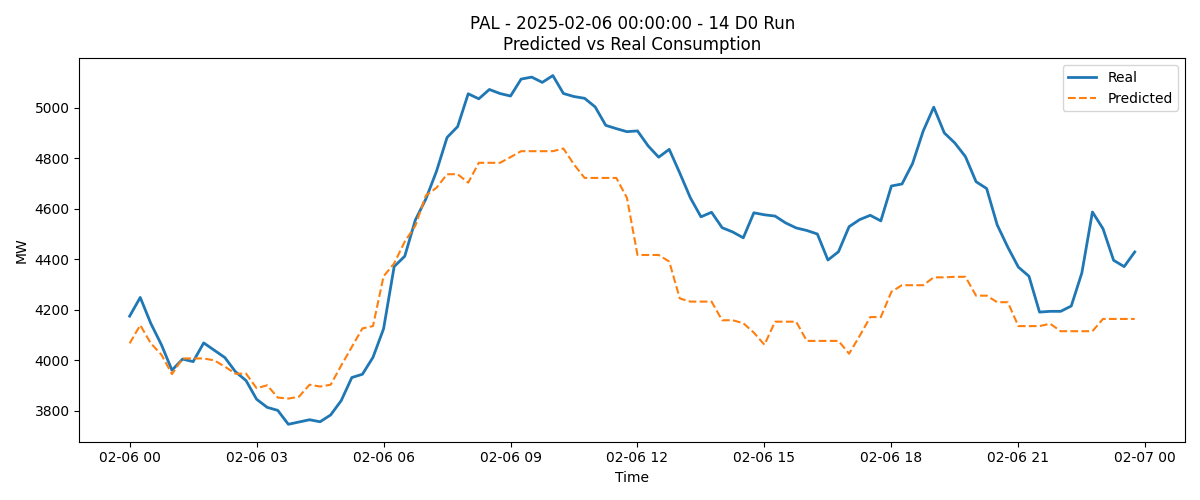 PAL - 2025-02-06 00:00:00 - 14 D0 Run
Predicted vs Real Consumption
Real
Predicted
MW
5000
4800
4600
4400
4200
4000
3800
02-06 00
02-06 03
02-06 06
02-06 09
02-06 12
02-06 15
02-06 18
02-06 21
02-07 00
Time